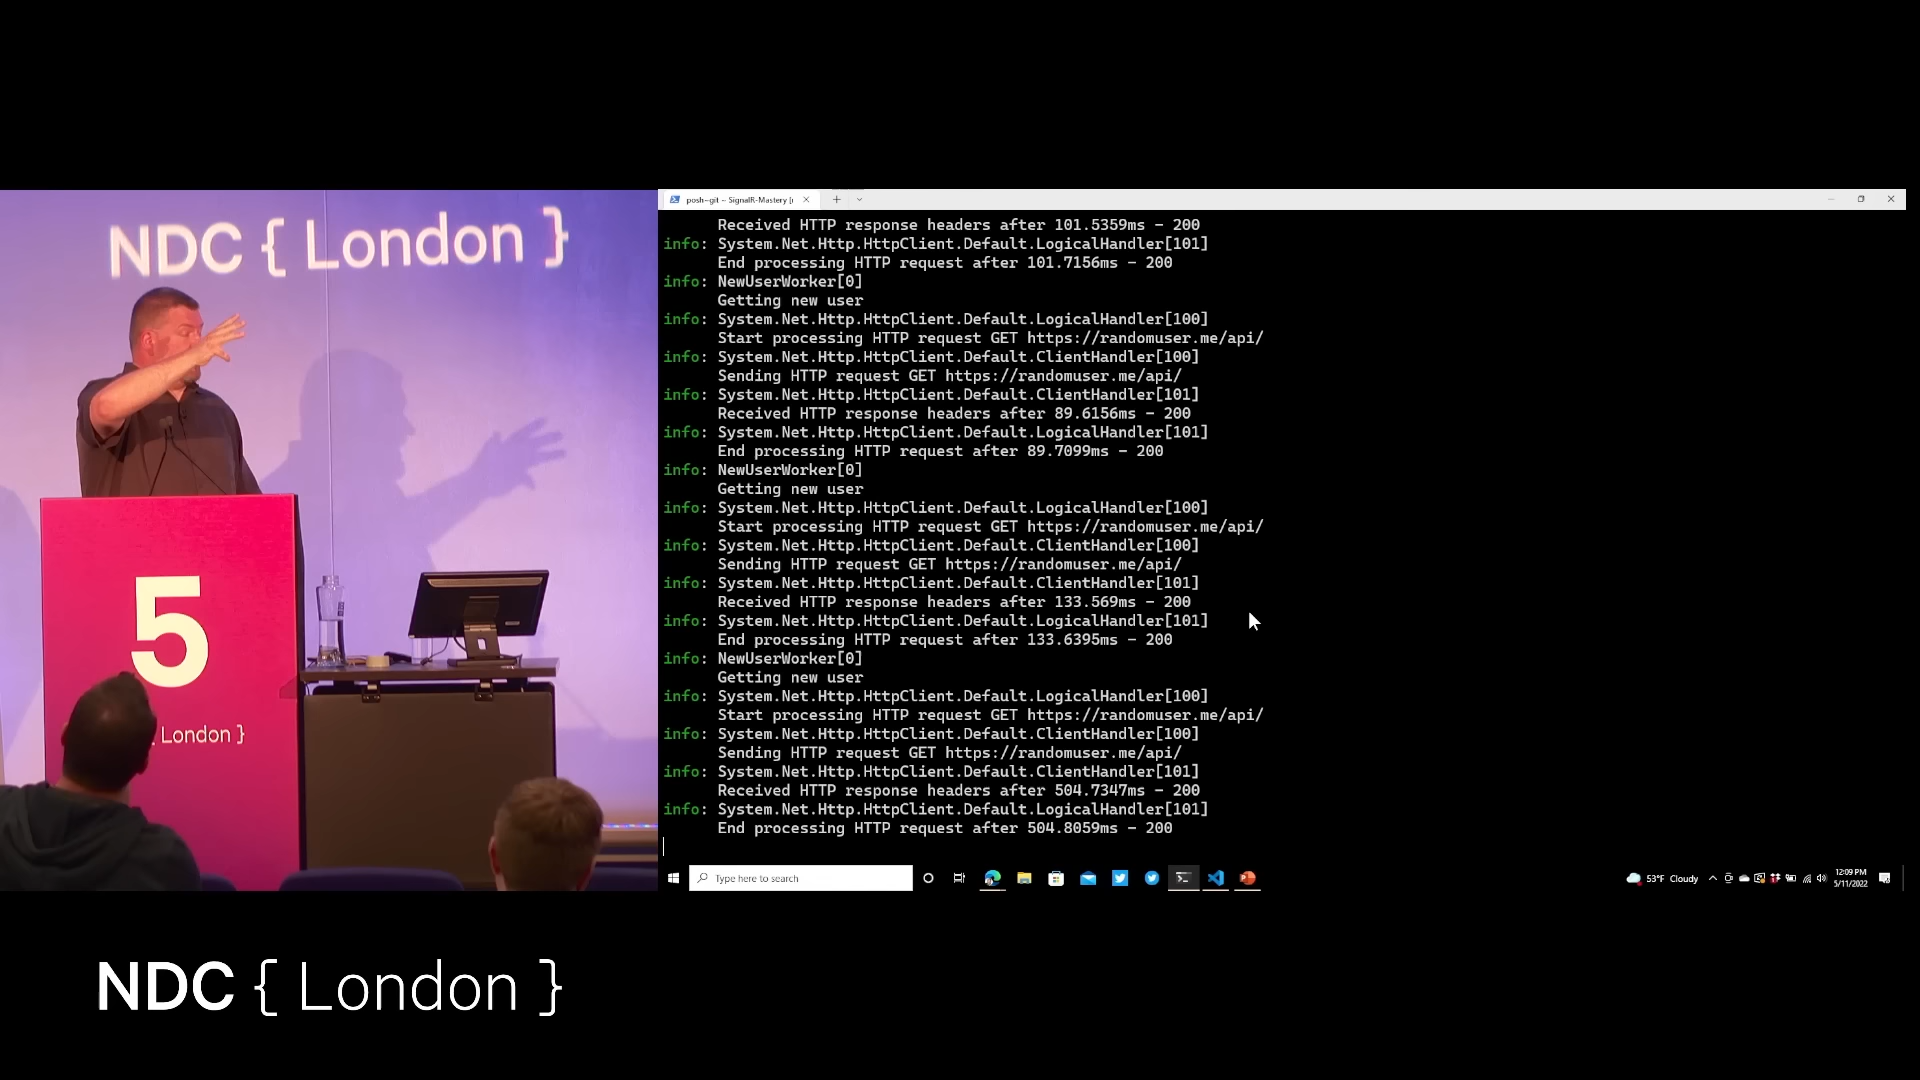 NDC { London }
5
London }
posh~git ~ SignalR-Mastery [
Received HTTP response headers after 101.5359ms - 200
info: System.Net.Http.HttpClient.Default.LogicalHandler[101]
End processing HTTP request after 101.7156ms - 200
info: NewUserWorker[0]
Getting new user
info: System.Net.Http.HttpClient.Default.LogicalHandler[100]
Start processing HTTP request GET https://randomuser.me/api/
info: System.Net.Http.HttpClient.Default.ClientHandler[100]
Sending HTTP request GET https://randomuser.me/api/
info: System.Net.Http.HttpClient.Default.ClientHandler[101]
Received HTTP response headers after 89.6156ms - 200
info: System.Net.Http.HttpClient.Default.LogicalHandler[101]
End processing HTTP request after 89.7099ms - 200
info: NewUserWorker[0]
Getting new user
info: System.Net.Http.HttpClient.Default.LogicalHandler[100]
Start processing HTTP request GET https://randomuser.me/api/
info: System.Net.Http.HttpClient.Default.ClientHandler[100]
Sending HTTP request GET https://randomuser.me/api/
info: System.Net.Http.HttpClient.Default.ClientHandler[101]
Received HTTP response headers after 133.569ms - 200
info: System.Net.Http.HttpClient.Default.LogicalHandler[101]
End processing HTTP request after 133.6395ms - 200
info: NewUserWorker[0]
Getting new user
info: System.Net.Http.HttpClient.Default.LogicalHandler[100]
Start processing HTTP request GET https://randomuser.me/api/
info: System.Net.Http.HttpClient.Default.ClientHandler[100]
Sending HTTP request GET https://randomuser.me/api/
info: System.Net.Http.HttpClient.Default.ClientHandler[101]
Received HTTP response headers after 504.7347ms - 200
info: System.Net.Http.HttpClient.Default.LogicalHandler[101]
End processing HTTP request after 504.8059ms - 200
Type here to search
53°F Cloudy
12:09 PM
5/11/2022
NDC { London }